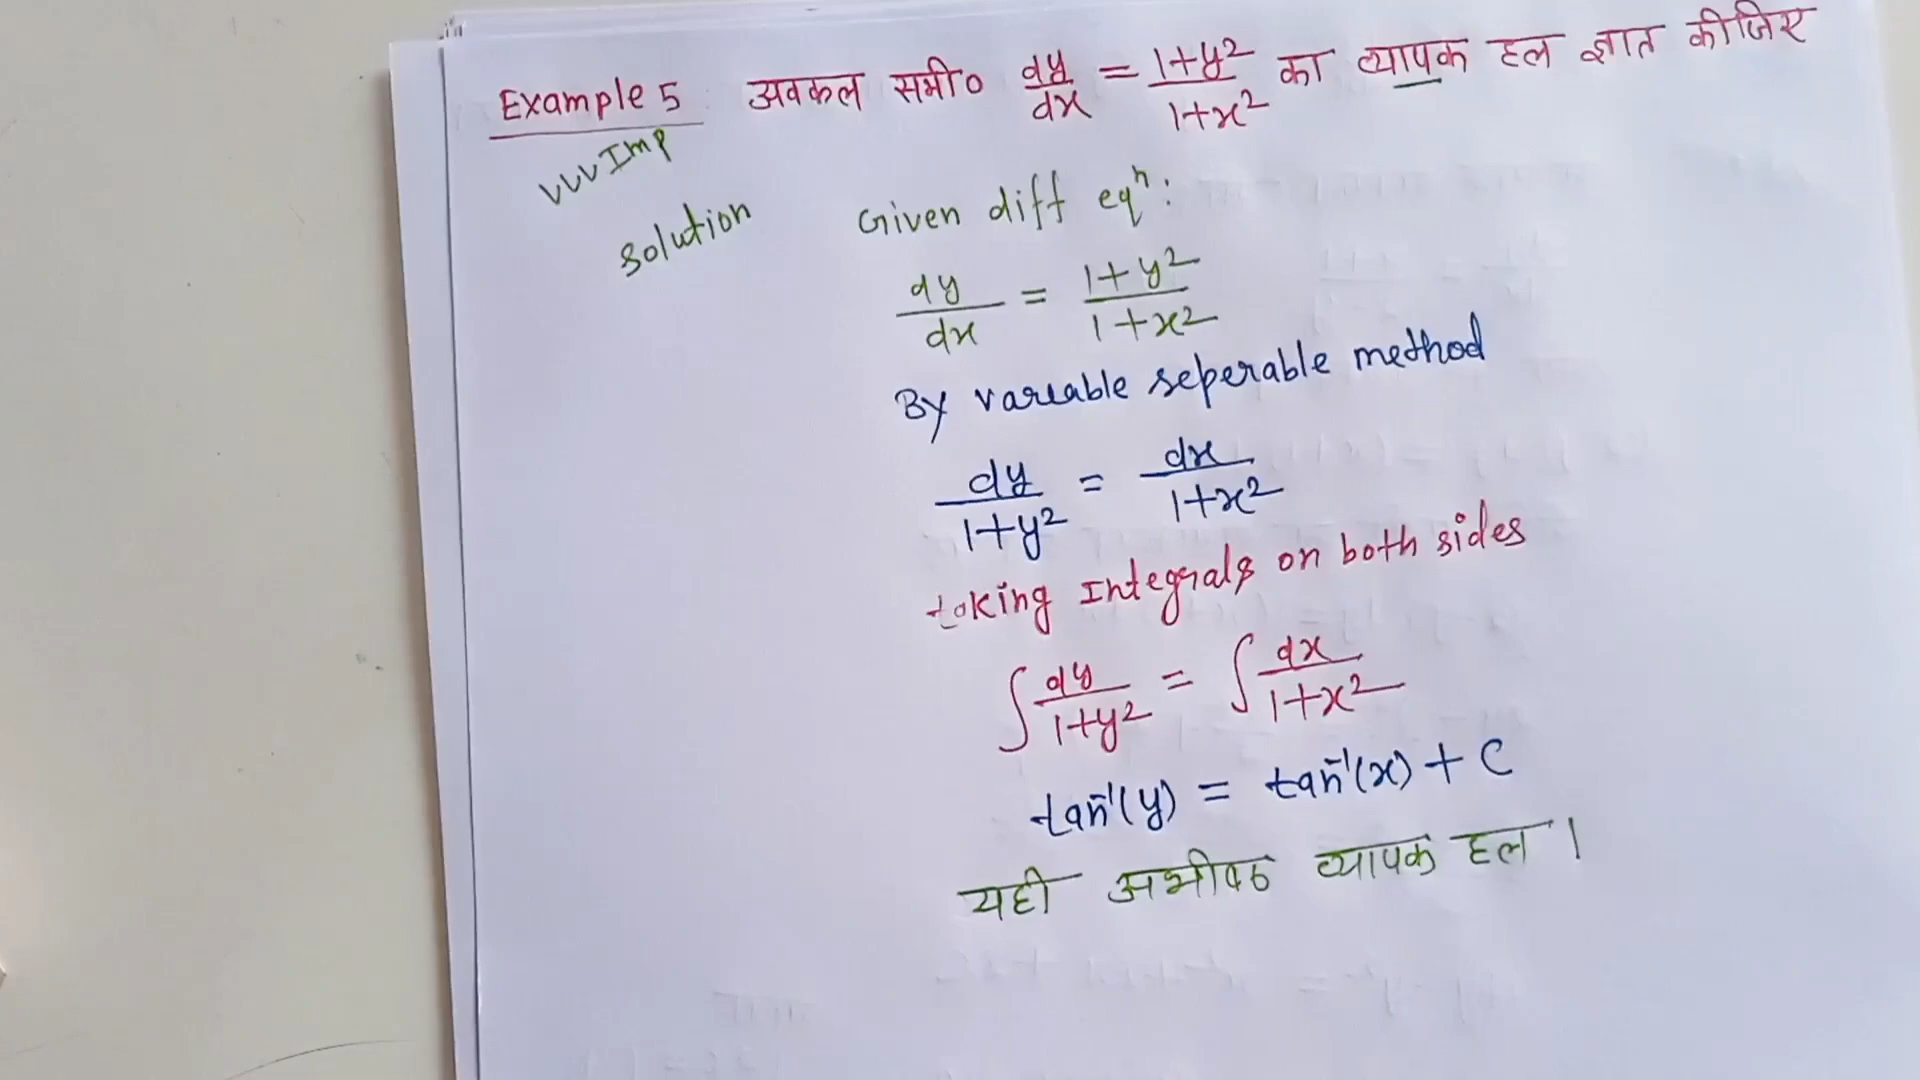 Example 5 अवकल समी० dy/dx = 1+y²/1+x² का व्यापक हल ज्ञात कीजिए
VVV Imp
solution Given diff eqⁿ:
dy/dx = 1+y²/1+x²
By variable seperable method
dy/1+y² = dx/1+x²
taking Integrals on both sides
∫ dy/1+y² = ∫ dx/1+x²
tan⁻¹(y) = tan⁻¹(x) + C
यही अभीष्ठ व्यापक हल ।